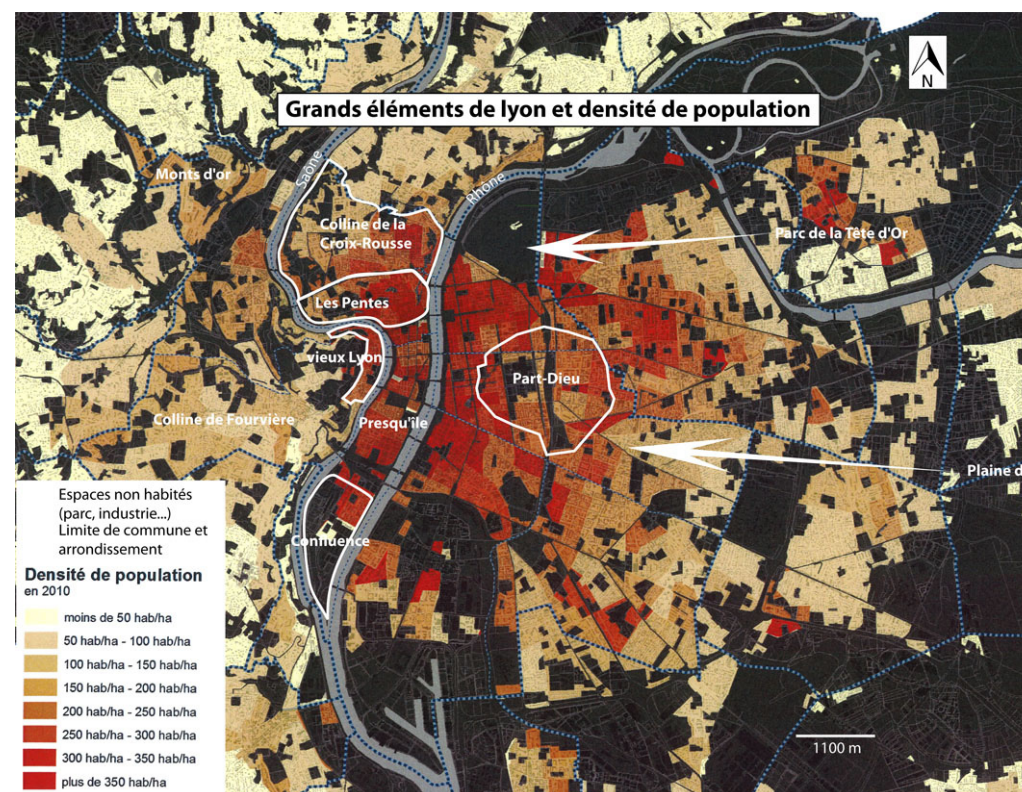 N
Grands éléments de lyon et densité de population
Saône
Rhone
Monts d'or
Colline de la
Croix-Rousse
Parc de la Tête d'Or
Les Pentes
vieux Lyon
Part-Dieu
Colline de Fourvière
Presqu'île
Plaine d
Confluence
1100 m
Espaces non habités
(parc, industrie...)
Limite de commune et
arrondissement
Densité de population
en 2010
moins de 50 hab/ha
50 hab/ha - 100 hab/ha
100 hab/ha - 150 hab/ha
150 hab/ha - 200 hab/ha
200 hab/ha - 250 hab/ha
250 hab/ha - 300 hab/ha
300 hab/ha - 350 hab/ha
plus de 350 hab/ha